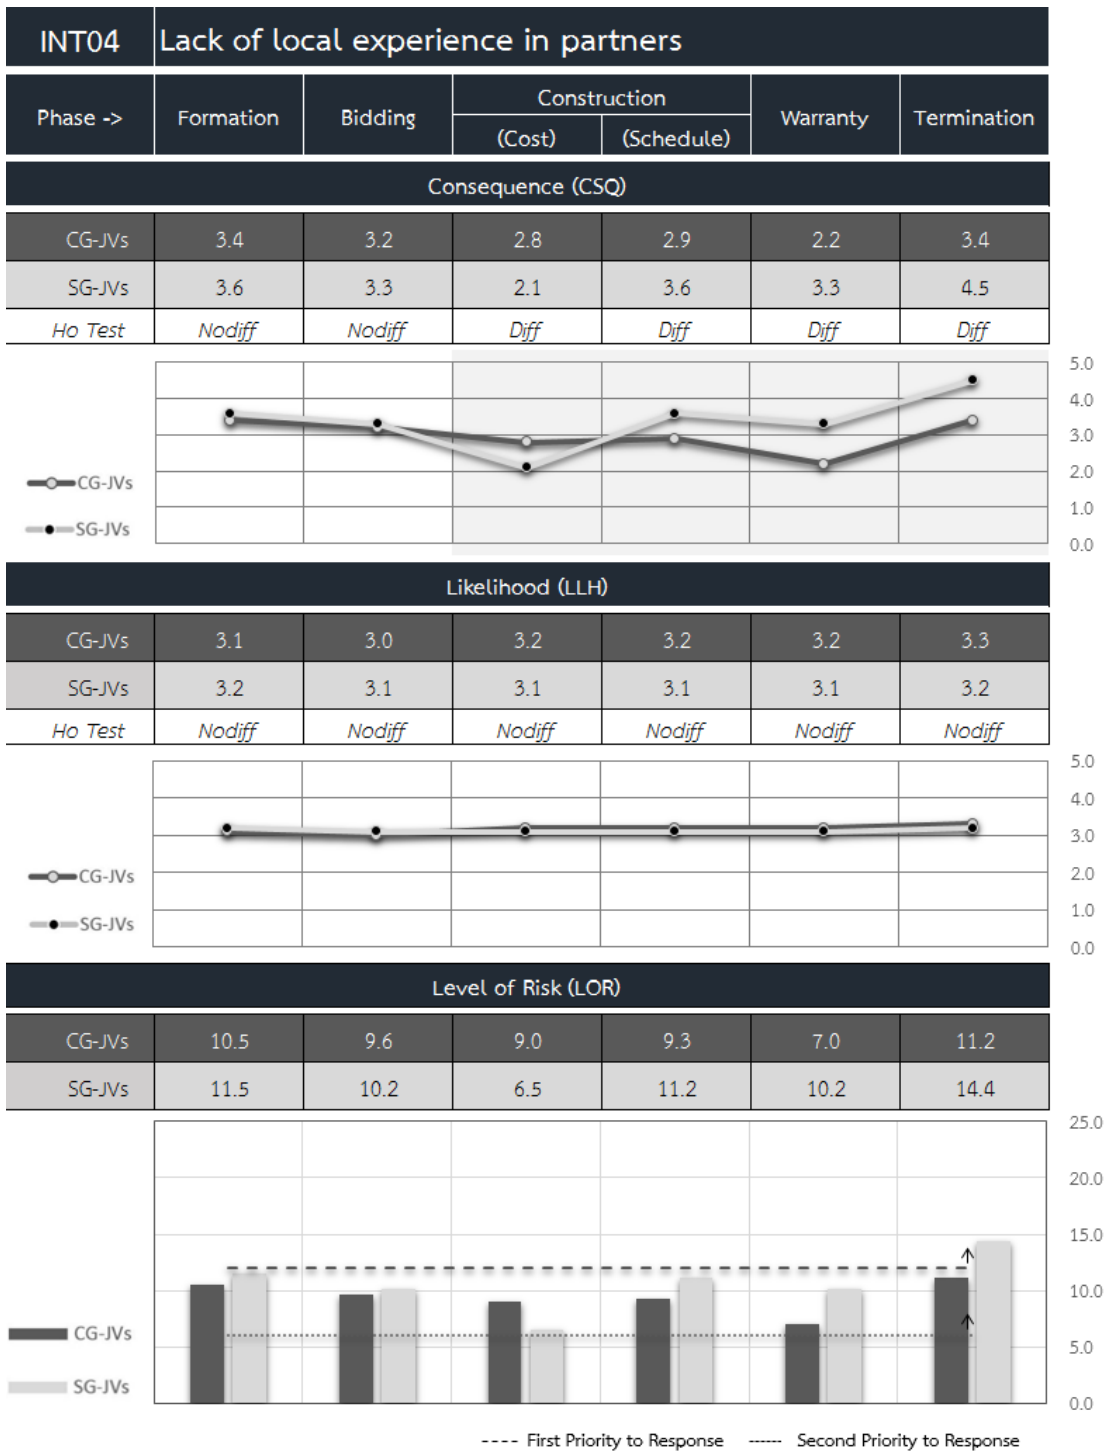 INT04 Lack of local experience in partners
Phase -> Formation Bidding Construction Warranty Termination
(Cost) (Schedule)
Consequence (CSQ)
CG-JVs 3.4 3.2 2.8 2.9 2.2 3.4
SG-JVs 3.6 3.3 2.1 3.6 3.3 4.5
Ho Test Nodiff Nodiff Diff Diff Diff Diff
5.0
4.0
3.0
2.0
1.0
0.0
CG-JVs
SG-JVs
Likelihood (LLH)
CG-JVs 3.1 3.0 3.2 3.2 3.2 3.3
SG-JVs 3.2 3.1 3.1 3.1 3.1 3.2
Ho Test Nodiff Nodiff Nodiff Nodiff Nodiff Nodiff
5.0
4.0
3.0
2.0
1.0
0.0
CG-JVs
SG-JVs
Level of Risk (LOR)
CG-JVs 10.5 9.6 9.0 9.3 7.0 11.2
SG-JVs 11.5 10.2 6.5 11.2 10.2 14.4
25.0
20.0
15.0
10.0
5.0
0.0
CG-JVs
SG-JVs
First Priority to Response Second Priority to Response